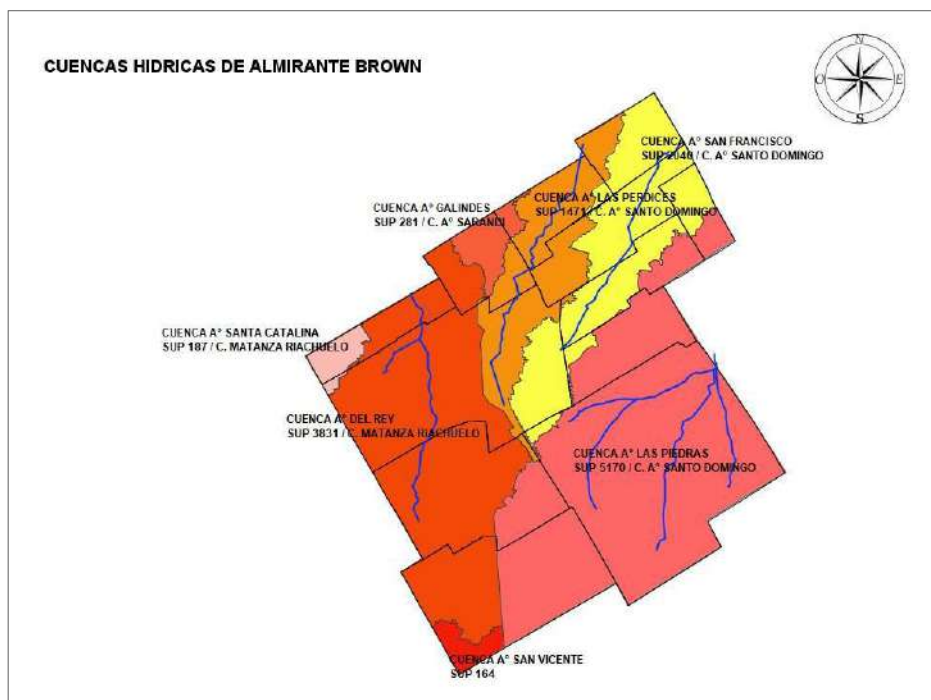 CUENCAS HIDRICAS DE ALMIRANTE BROWN
N
O
E
S
CUENCA A° SAN FRANCISCO
SUP 2040 / C. A° SANTO DOMINGO
CUENCA A° LAS PERDICES
SUP 1471 / C. A° SANTO DOMINGO
CUENCA A° GALINDES
SUP 281 / C. A° SARANDI
CUENCA A° SANTA CATALINA
SUP 187 / C. MATANZA RIACHUELO
CUENCA A° DEL REY
SUP 3831 / C. MATANZA RIACHUELO
CUENCA A° LAS PIEDRAS
SUP 5170 / C. A° SANTO DOMINGO
CUENCA A° SAN VICENTE
SUP 164